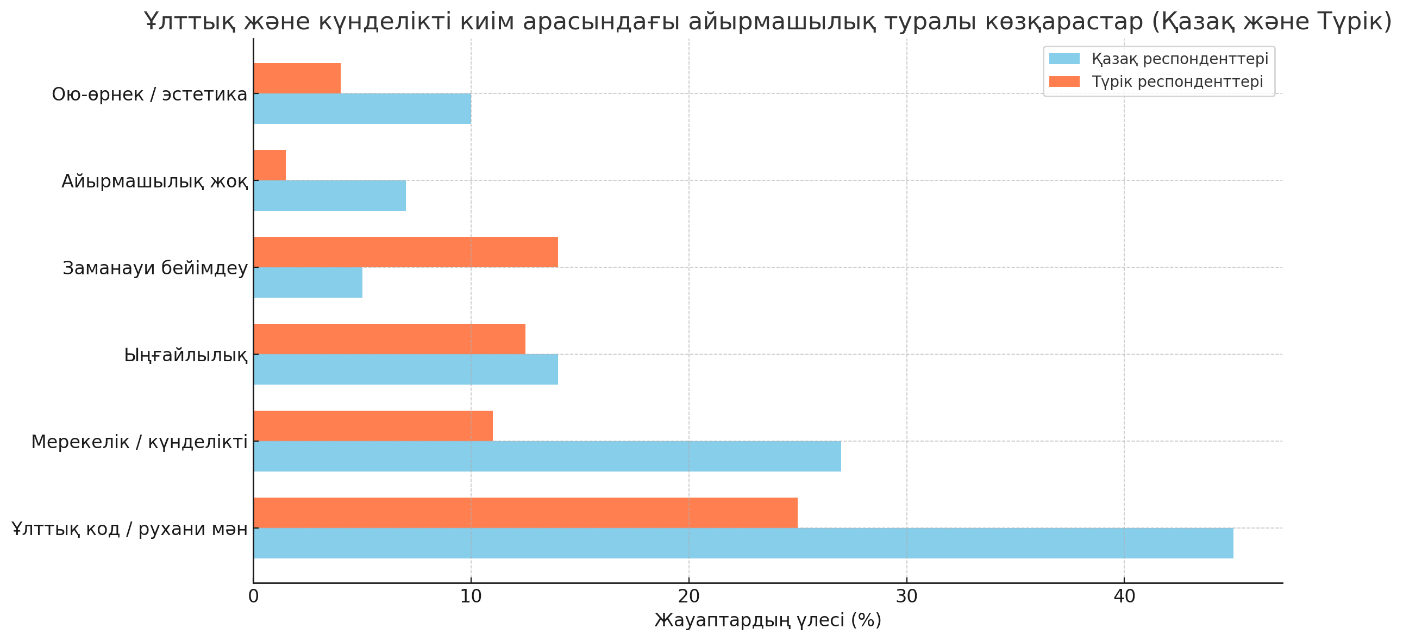 Ұлттық және күнделікті киім арасындағы айырмашылық туралы көзқарастар (Қазақ және Түрік)
Қазақ респонденттері
Түрік респонденттері
Ою-өрнек / эстетика
Айырмашылық жоқ
Заманауи бейімдеу
Ыңғайлылық
Мерекелік / күнделікті
Ұлттық код / рухани мән
0 10 20 30 40
Жауаптардың үлесі (%)